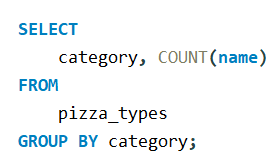 SELECT
    category, COUNT(name)
FROM
    pizza_types
GROUP BY category;